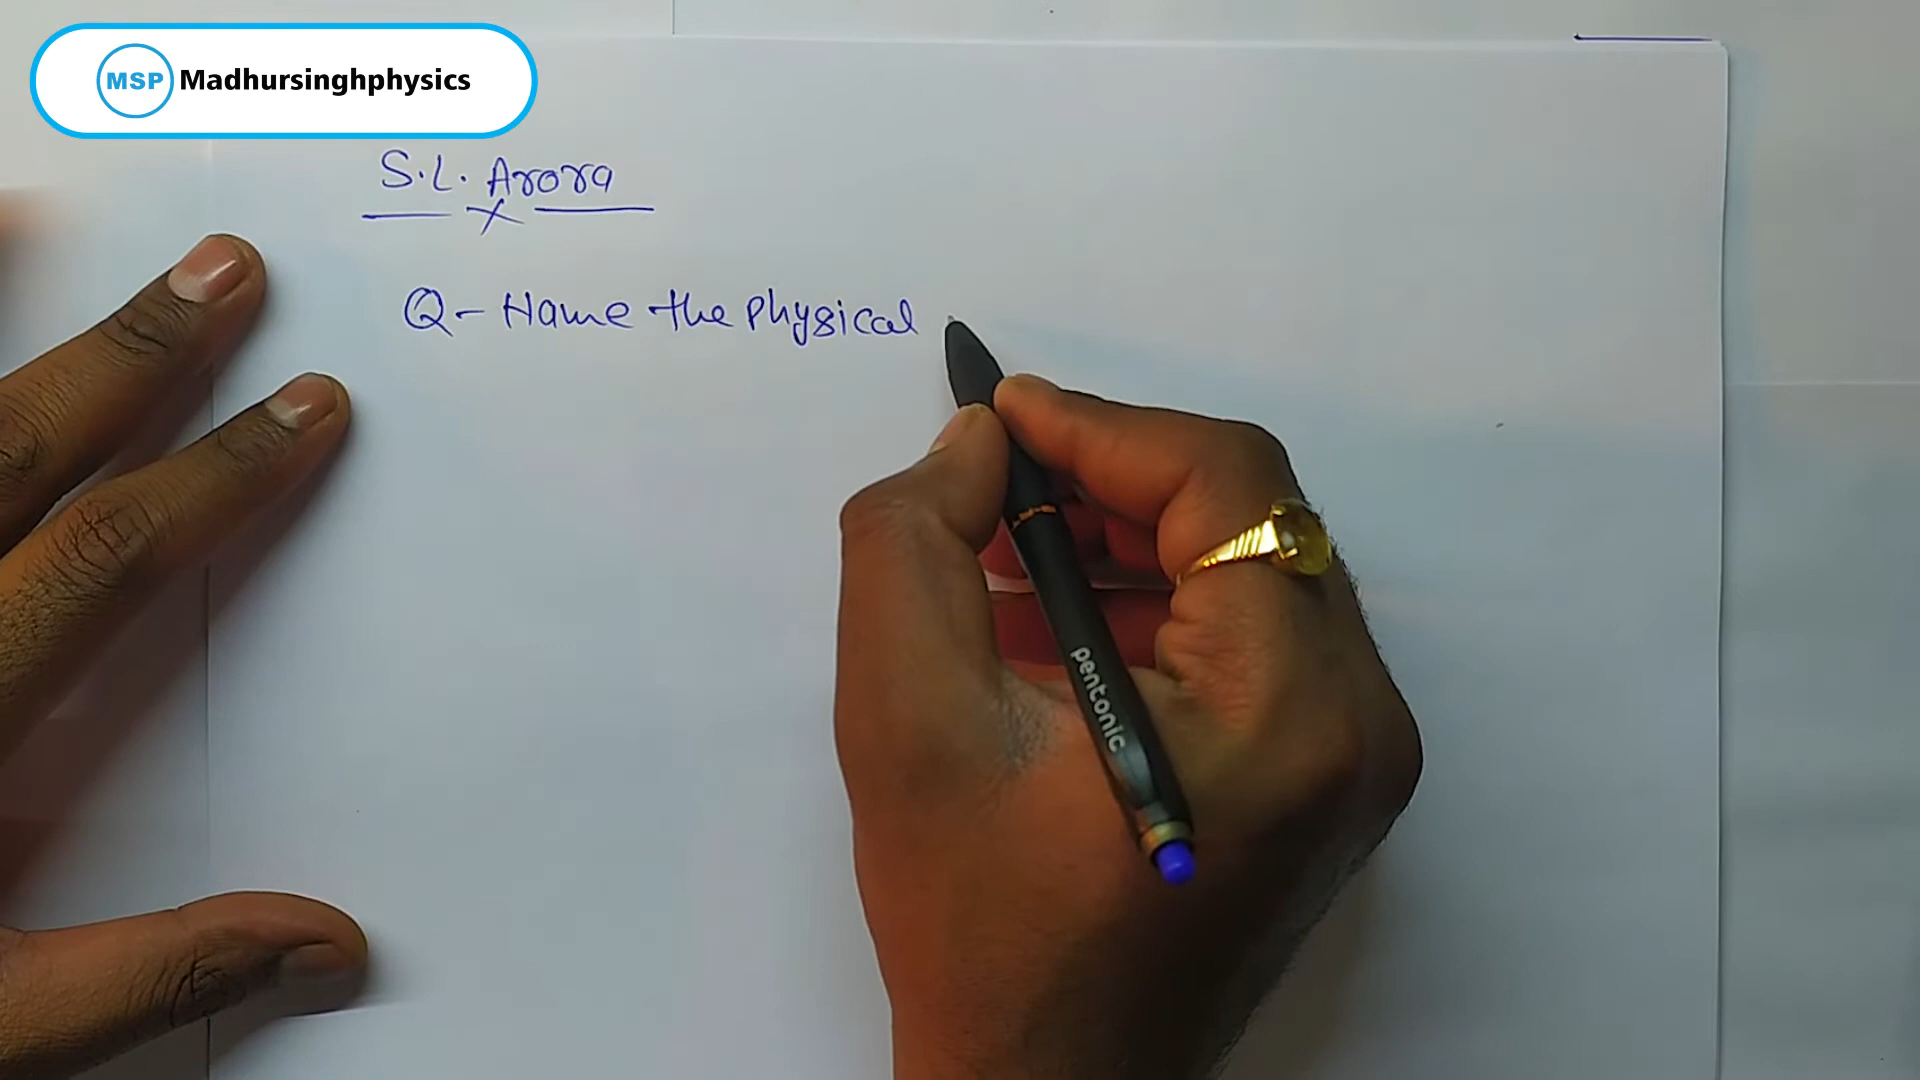 MSP Madhursinghphysics
S.L. Arora
X
Q- Name the physical
pentonic